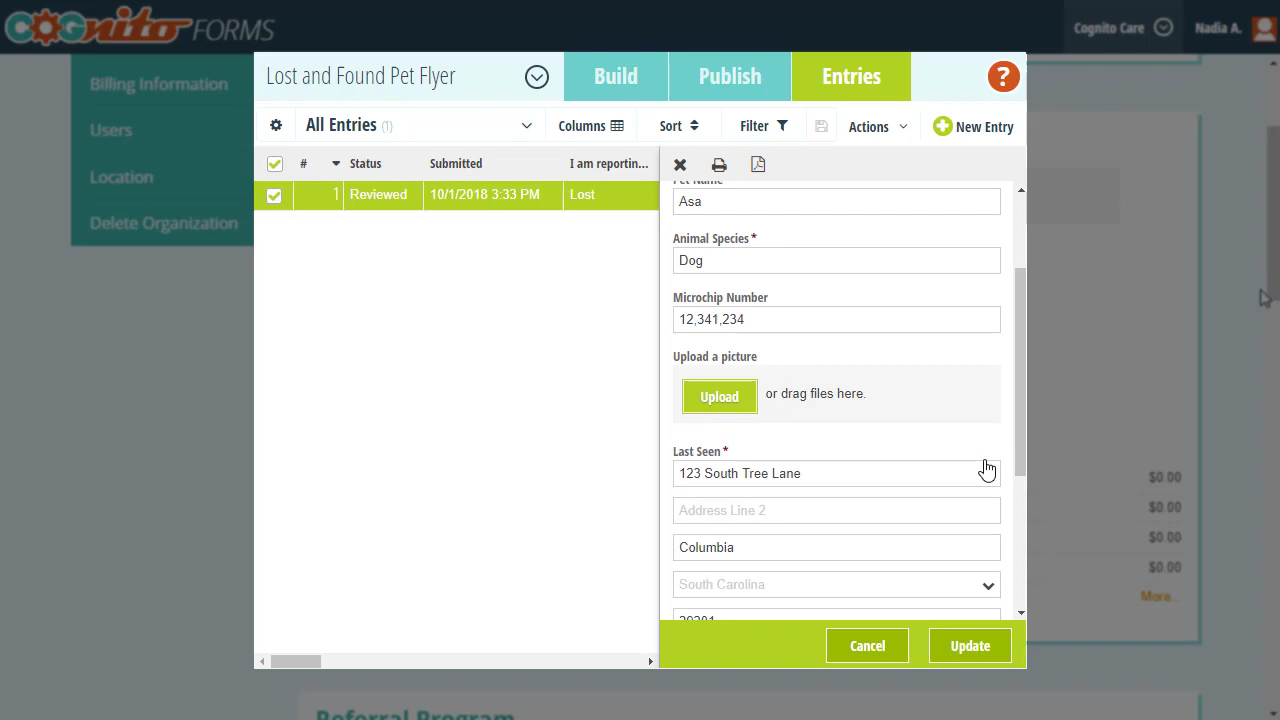 COGnito FORMS
Cognito Care
Nadia A.
Billing Information
Users
Location
Delete Organization
Lost and Found Pet Flyer
Build
Publish
Entries
?
All Entries (1)
Columns
Sort
Filter
Actions
New Entry
# Status Submitted I am reportin...
1 Reviewed 10/1/2018 3:33 PM Lost
Pet Name
Asa
Animal Species *
Dog
Microchip Number
12,341,234
Upload a picture
Upload or drag files here.
Last Seen *
123 South Tree Lane
Address Line 2
Columbia
South Carolina
29201
Cancel
Update
$0.00
$0.00
$0.00
$0.00
More...
Referral Program